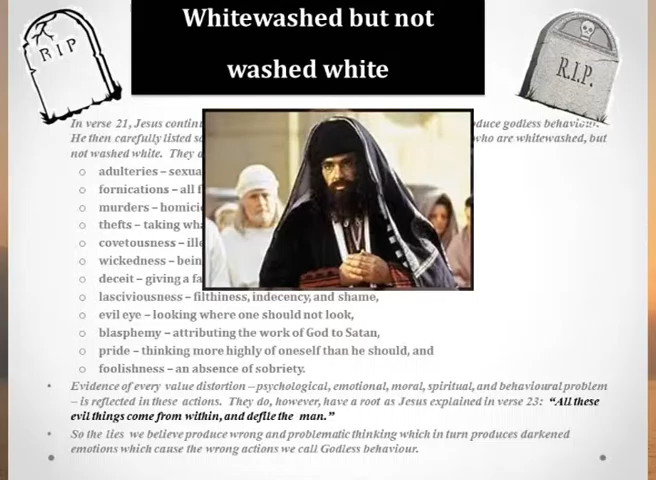 Whitewashed but not
washed white
RIP
R.I.P.
In verse 21, Jesus duce godless behaviour.
He then carefully listed who are whitewashed, but
not washed white. They
adulteries –
fornications – all
murders –
thefts – taking
covetousness –
wickedness –
deceit – giving a
lasciviousness – filthiness, indecency, and shame,
evil eye – looking where one should not look,
blasphemy – attributing the work of God to Satan,
pride – thinking more highly of oneself than he should, and
foolishness – an absence of sobriety.
Evidence of every value distortion – psychological, emotional, moral, spiritual, and behavioural problem
– is reflected in these actions. They do, however, have a root as Jesus explained in verse 23: “All these
evil things come from within, and defile the man.”
So the lies we believe produce wrong and problematic thinking which in turn produces darkened
emotions which cause the wrong actions we call Godless behaviour.